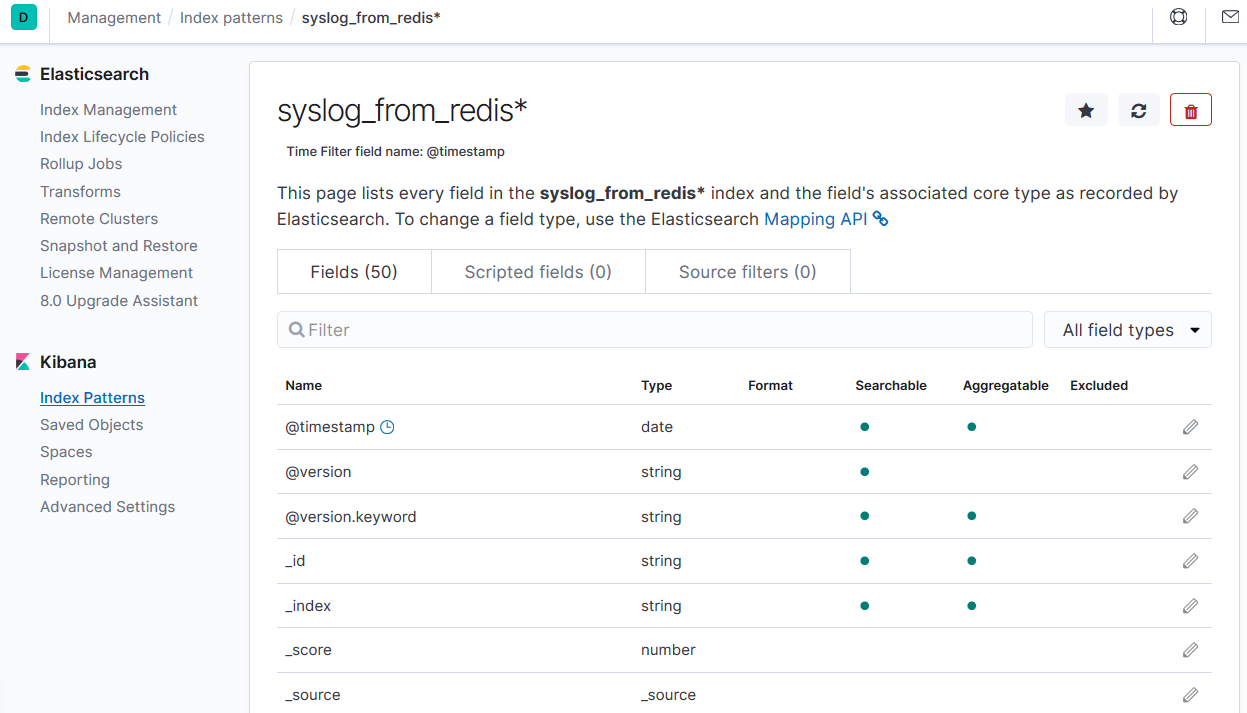 D
Management / Index patterns / syslog_from_redis*
Elasticsearch
Index Management
Index Lifecycle Policies
Rollup Jobs
Transforms
Remote Clusters
Snapshot and Restore
License Management
8.0 Upgrade Assistant
Kibana
Index Patterns
Saved Objects
Spaces
Reporting
Advanced Settings
syslog_from_redis*
Time Filter field name: @timestamp
This page lists every field in the syslog_from_redis* index and the field's associated core type as recorded by
Elasticsearch. To change a field type, use the Elasticsearch Mapping API
Fields (50) Scripted fields (0) Source filters (0)
Filter All field types
Name Type Format Searchable Aggregatable Excluded
@timestamp date
@version string
@version.keyword string
_id string
_index string
_score number
_source _source